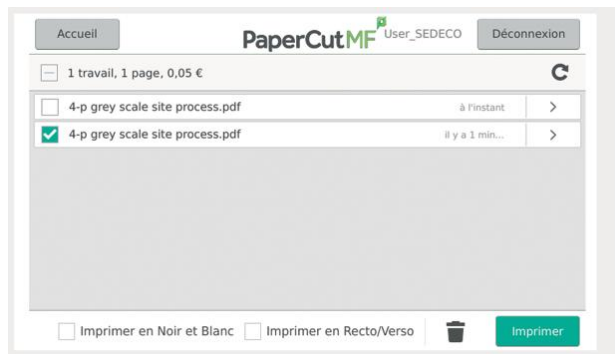 Accueil
PaperCutMF
User_SEDECO
Déconnexion
1 travail, 1 page, 0,05 €
4-p grey scale site process.pdf
à l'instant
4-p grey scale site process.pdf
il y a 1 min...
Imprimer en Noir et Blanc
Imprimer en Recto/Verso
Imprimer